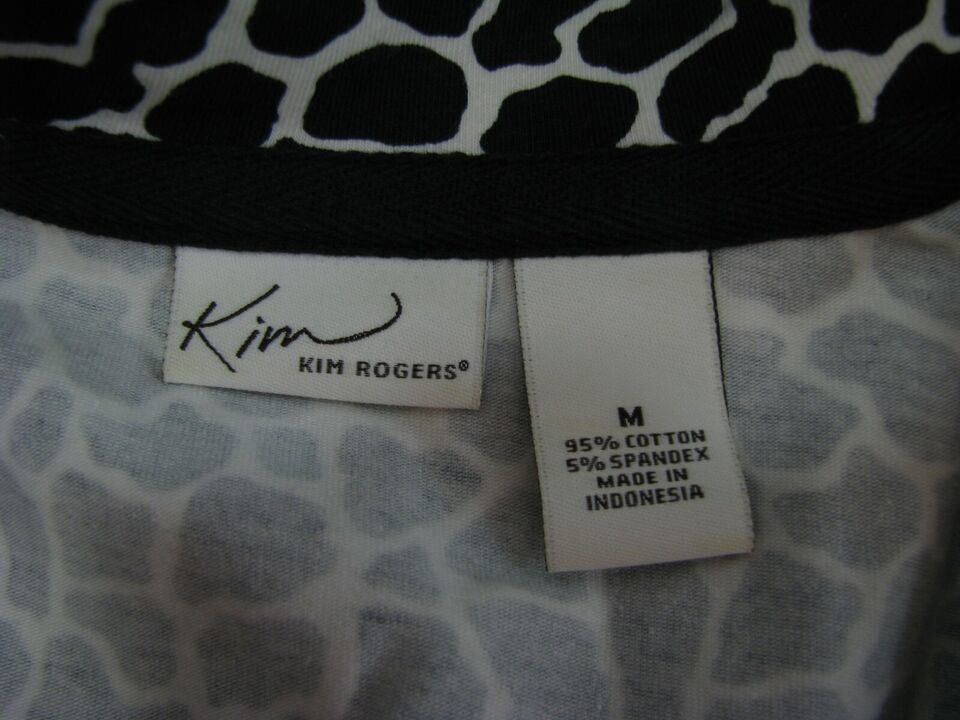 Kim
KIM ROGERS®
M
95% COTTON
5% SPANDEX
MADE IN
INDONESIA